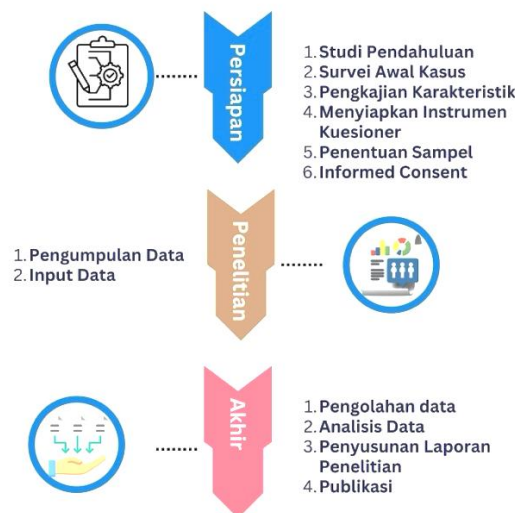 Persiapan
1. Studi Pendahuluan
2. Survei Awal Kasus
3. Pengkajian Karakteristik
4. Menyiapkan Instrumen
Kuesioner
5. Penentuan Sampel
6. Informed Consent
Penelitian
1. Pengumpulan Data
2. Input Data
Akhir
1. Pengolahan data
2. Analisis Data
3. Penyusunan Laporan
Penelitian
4. Publikasi